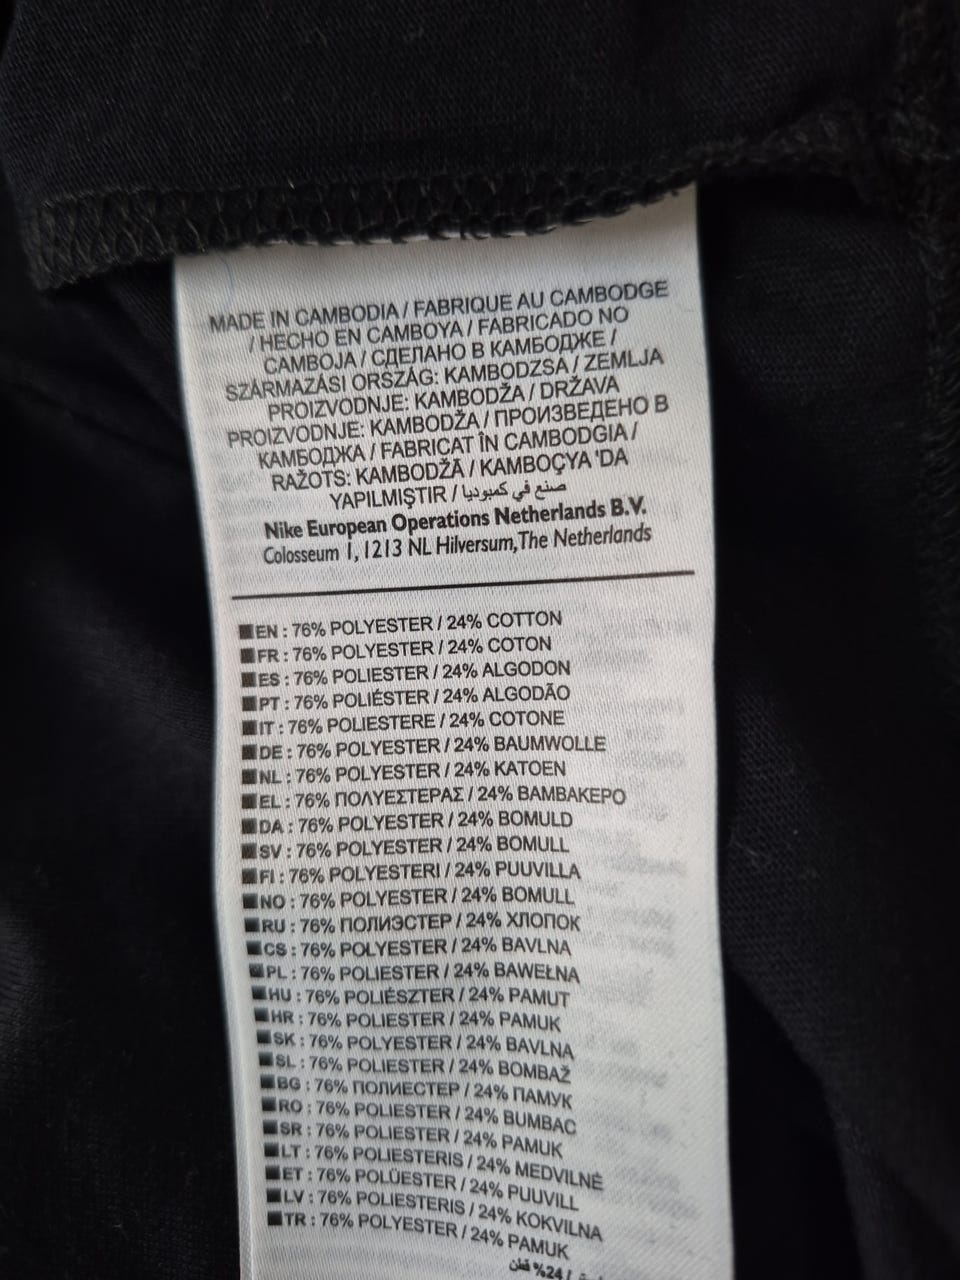 MADE IN CAMBODIA / FABRIQUE AU CAMBODGE
/ HECHO EN CAMBOYA / FABRICADO NO
CAMBOJA / СДЕЛАНО В КАМБОДЖЕ /
SZÁRMAZÁSI ORSZÁG: KAMBODZSA / ZEMLJA
PROIZVODNJE: KAMBODŽA / DRŽAVA
PROIZVODNJE: KAMBODŽA / ПРОИЗВЕДЕНО В
КАМБОДЖА / FABRICAT ÎN CAMBODGIA /
RAŽOTS: KAMBODŽĀ / KAMBOÇYA 'DA
YAPILMIŞTIR / صنع في كمبوديا
Nike European Operations Netherlands B.V.
Colosseum 1, 1213 NL Hilversum, The Netherlands
EN : 76% POLYESTER / 24% COTTON
FR : 76% POLYESTER / 24% COTON
ES : 76% POLIESTER / 24% ALGODON
PT : 76% POLIÉSTER / 24% ALGODÃO
IT : 76% POLIESTERE / 24% COTONE
DE : 76% POLYESTER / 24% BAUMWOLLE
NL : 76% POLYESTER / 24% KATOEN
EL : 76% ΠΟΛΥΕΣΤΕΡΑΣ / 24% ΒΑΜΒΑΚΕΡΟ
DA : 76% POLYESTER / 24% BOMULD
SV : 76% POLYESTER / 24% BOMULL
FI : 76% POLYESTERI / 24% PUUVILLA
NO : 76% POLYESTER / 24% BOMULL
RU : 76% ПОЛИЭСТЕР / 24% ХЛОПОК
CS : 76% POLYESTER / 24% BAVLNA
PL : 76% POLIESTER / 24% BAWEŁNA
HU : 76% POLIÉSZTER / 24% PAMUT
HR : 76% POLIESTER / 24% PAMUK
SK : 76% POLYESTER / 24% BAVLNA
SL : 76% POLIESTER / 24% BOMBAŽ
BG : 76% ПОЛИЕСТЕР / 24% ПАМУК
RO : 76% POLIESTER / 24% BUMBAC
SR : 76% POLIESTER / 24% PAMUK
LT : 76% POLIESTERIS / 24% MEDVILNĖ
ET : 76% POLÜESTER / 24% PUUVILL
LV : 76% POLIESTERIS / 24% KOKVILNA
TR : 76% POLYESTER / 24% PAMUK
/ 24% قطن